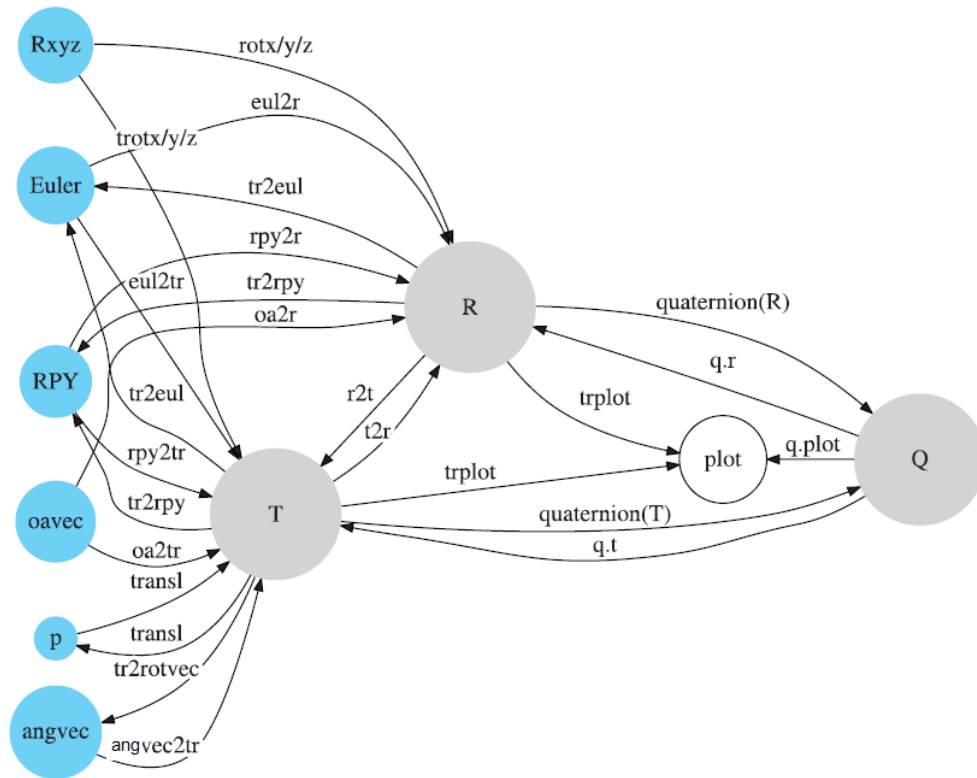 Rxyz
rotx/y/z
eul2r
trotx/y/z
Euler
tr2eul
rpy2r
eul2tr
tr2rpy
oa2r
R
quaternion(R)
q.r
RPY
tr2eul
r2t
t2r
trplot
rpy2tr
plot
q.plot
Q
trplot
tr2rpy
oavec
T
quaternion(T)
q.t
oa2tr
transl
p
transl
tr2rotvec
angvec
angvec2tr